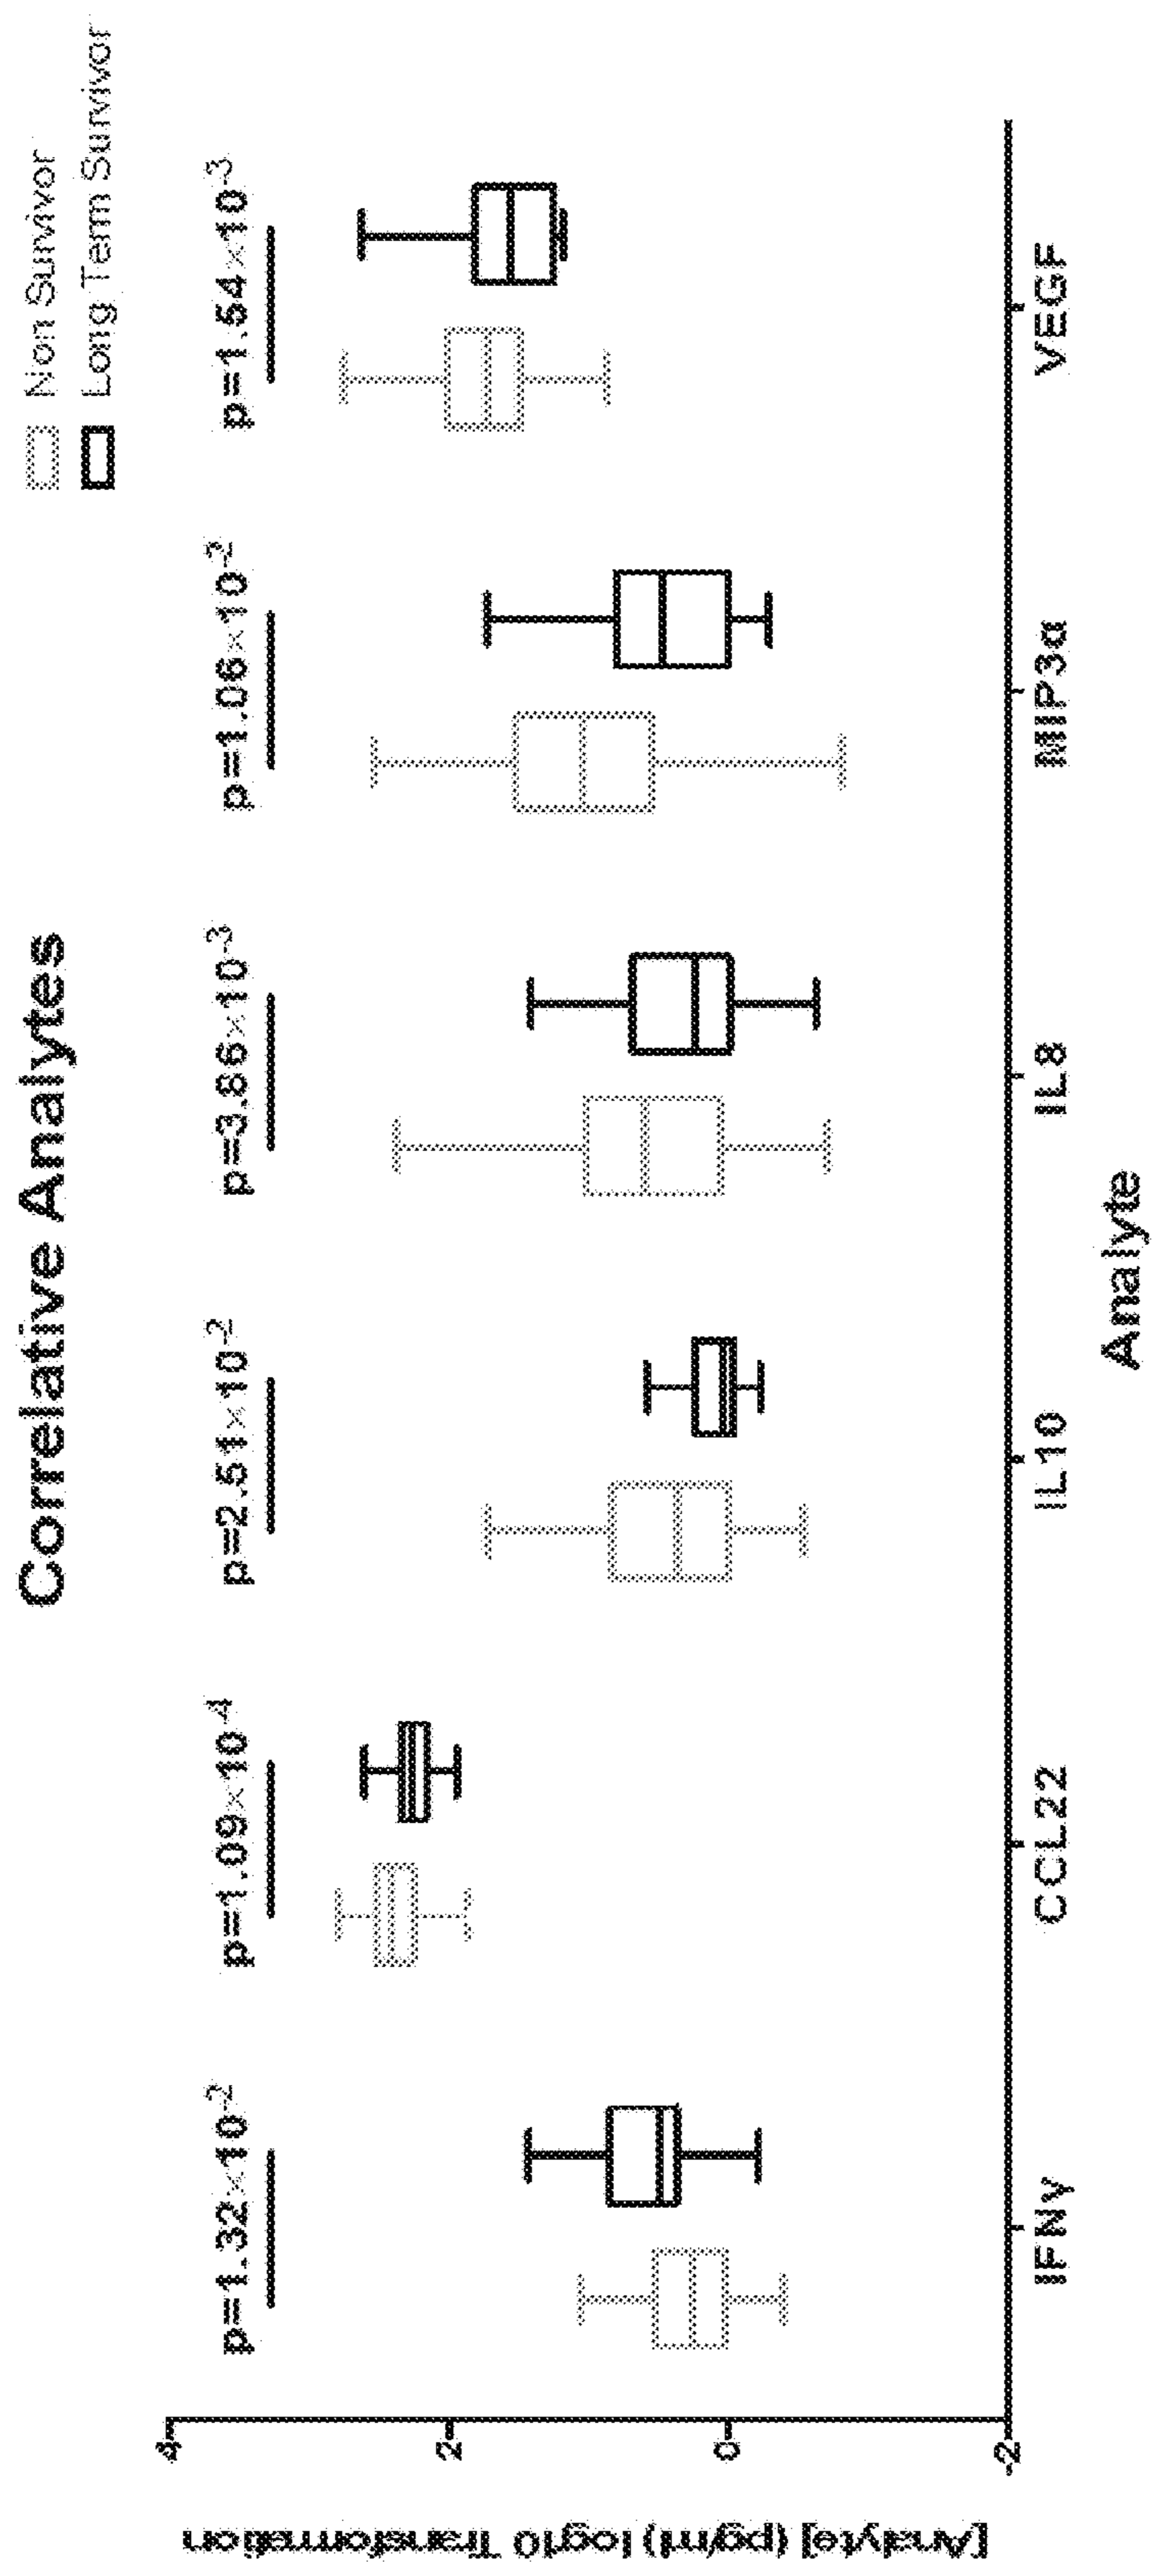 Correlative Analytes
Non Survivor
Long Term Survivor
p=1.32×10-2
p=1.09×10-4
p=2.51×10-2
p=3.86×10-3
p=1.06×10-2
p=1.54×10-3
[Analyte] (pg/ml) log10 Transformation
4
2
0
-2
IFNγ
CCL22
IL10
IL8
MIP3α
VEGF
Analyte